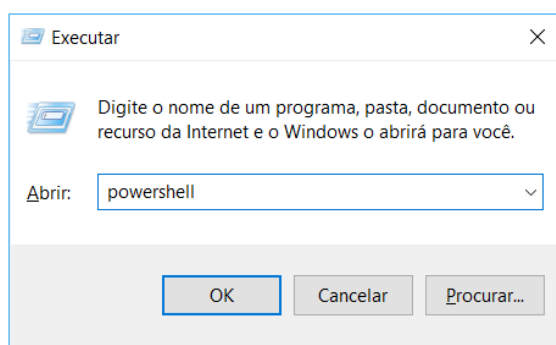 Executar
Digite o nome de um programa, pasta, documento ou
recurso da Internet e o Windows o abrirá para você.
Abrir: powershell
OK Cancelar Procurar...